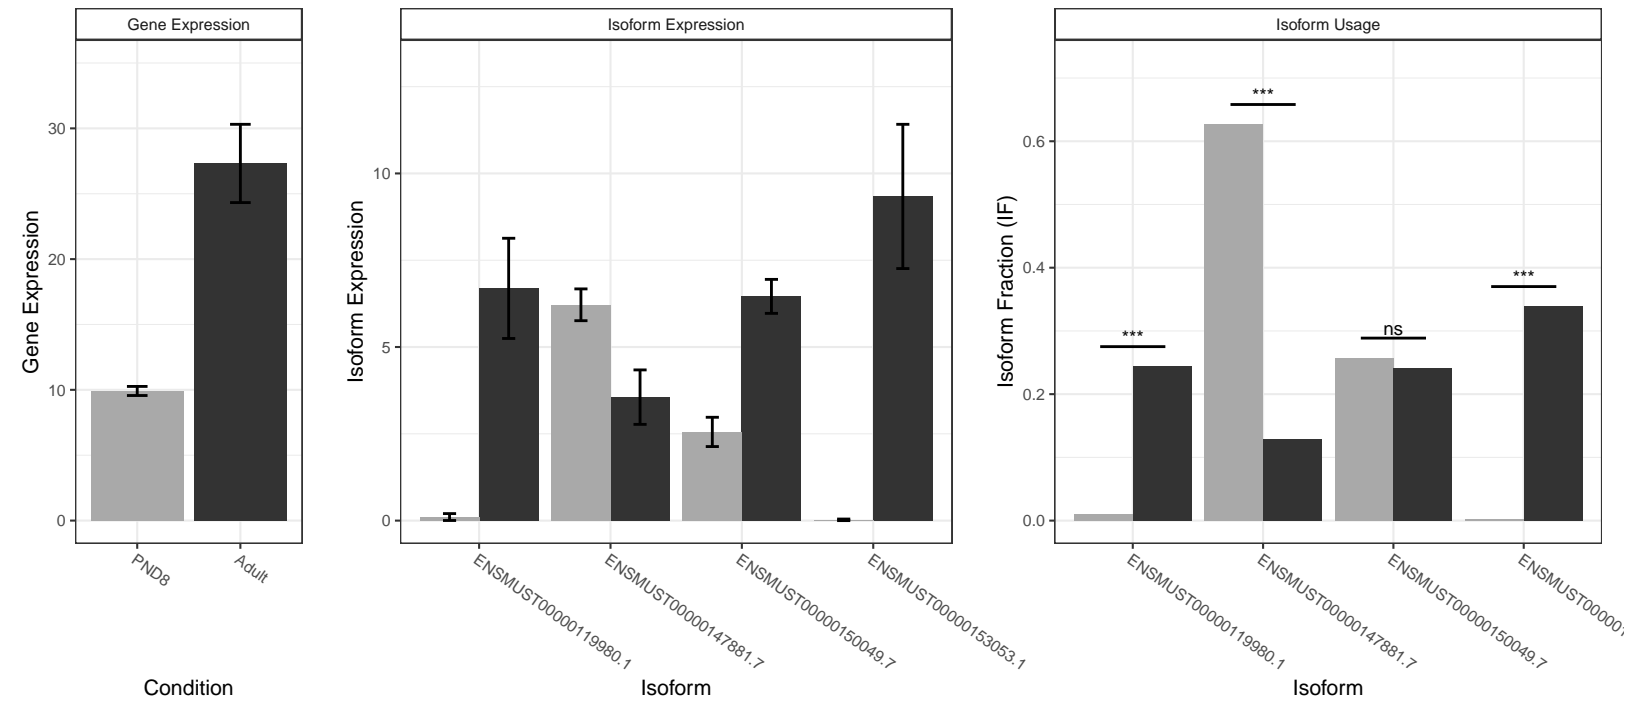 Gene Expression
Isoform Expression
Isoform Usage
Gene Expression
30
20
10
0
PND8
Adult
Condition
Isoform Expression
10
5
0
ENSMUST00000119980.1
ENSMUST00000147881.7
ENSMUST00000150049.7
ENSMUST00000153053.1
Isoform
Isoform Fraction (IF)
0.6
0.4
0.2
0.0
***
***
ns
***
ENSMUST00000119980.1
ENSMUST00000147881.7
ENSMUST00000150049.7
Isoform